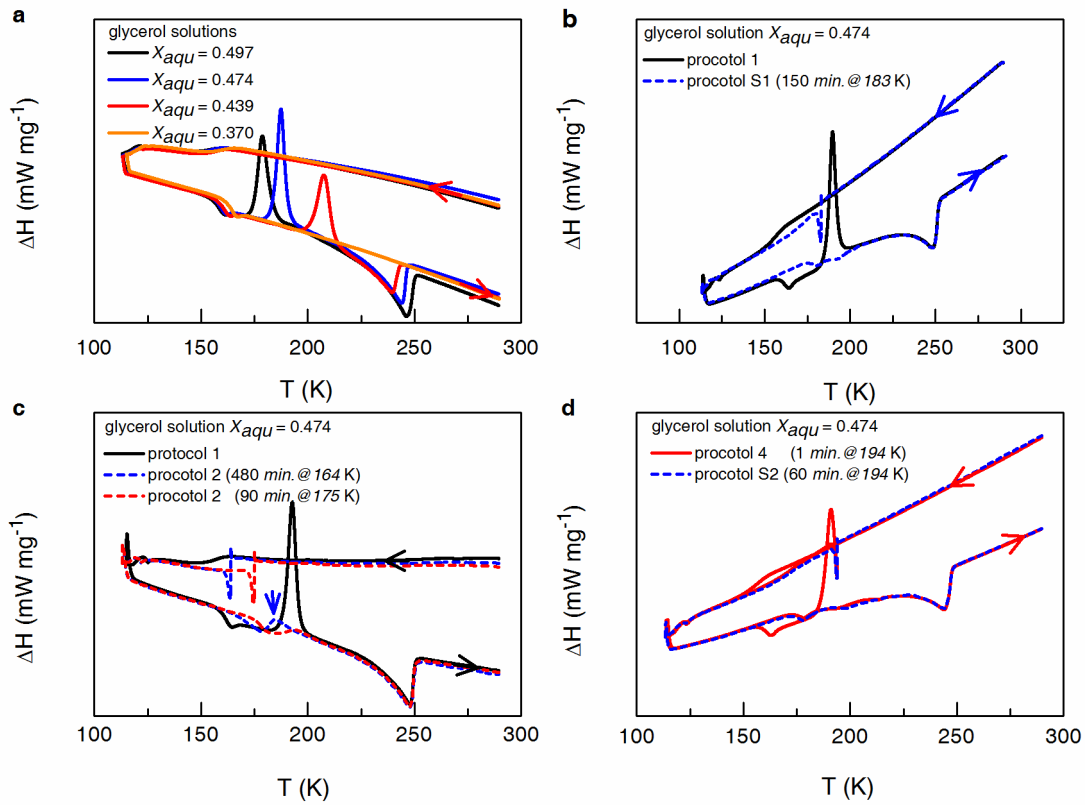 a
glycerol solutions
Xaqu = 0.497
Xaqu = 0.474
Xaqu = 0.439
Xaqu = 0.370
ΔH (mW mg⁻¹)
100 150 200 250 300
T (K)
b
glycerol solution Xaqu = 0.474
procotol 1
procotol S1 (150 min.@183 K)
ΔH (mW mg⁻¹)
100 150 200 250 300
T (K)
c
glycerol solution Xaqu = 0.474
protocol 1
procotol 2 (480 min.@164 K)
procotol 2 (90 min.@175 K)
ΔH (mW mg⁻¹)
100 150 200 250 300
T (K)
d
glycerol solution Xaqu = 0.474
procotol 4 (1 min.@194 K)
procotol S2 (60 min.@194 K)
ΔH (mW mg⁻¹)
100 150 200 250 300
T (K)